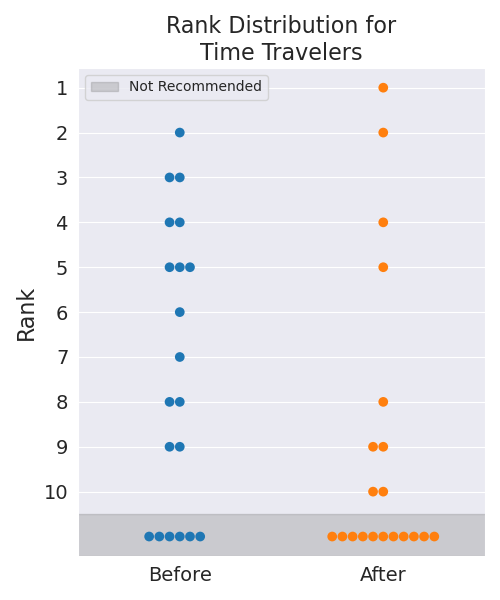 Rank Distribution for
Time Travelers
Not Recommended
1
2
3
4
5
6
7
8
9
10
Rank
Before
After